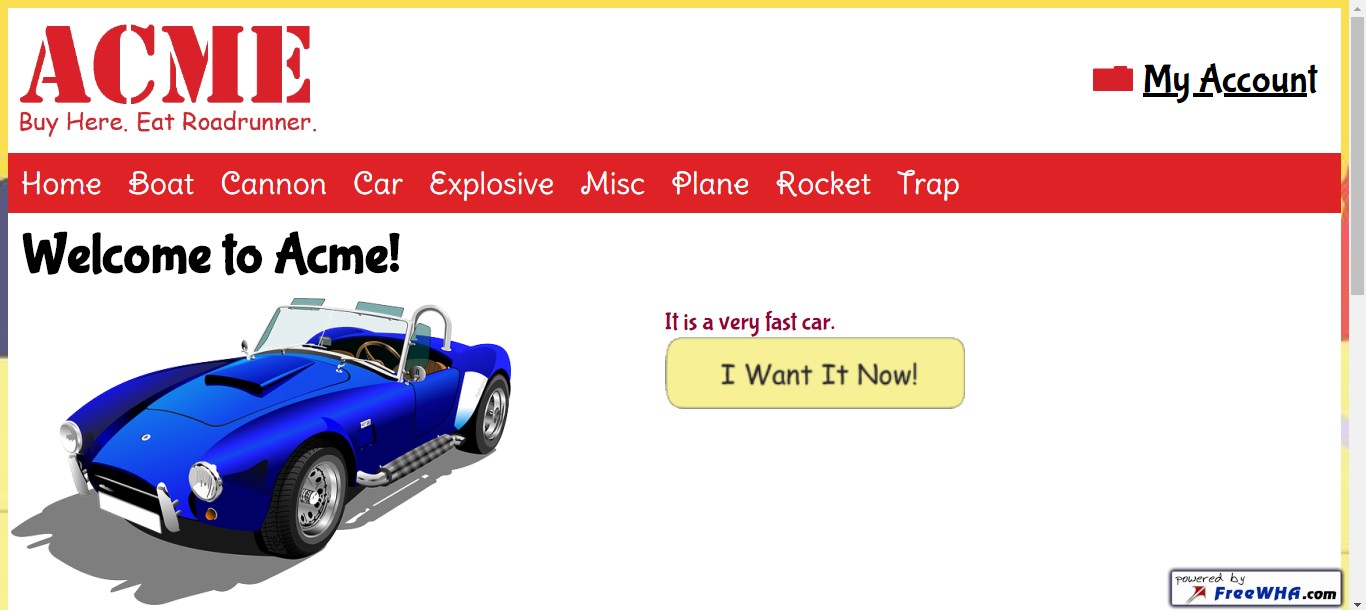 ACME
Buy Here. Eat Roadrunner.
My Account
Home Boat Cannon Car Explosive Misc Plane Rocket Trap
Welcome to Acme!
It is a very fast car.
I Want It Now!
powered by
FreeWHA.com